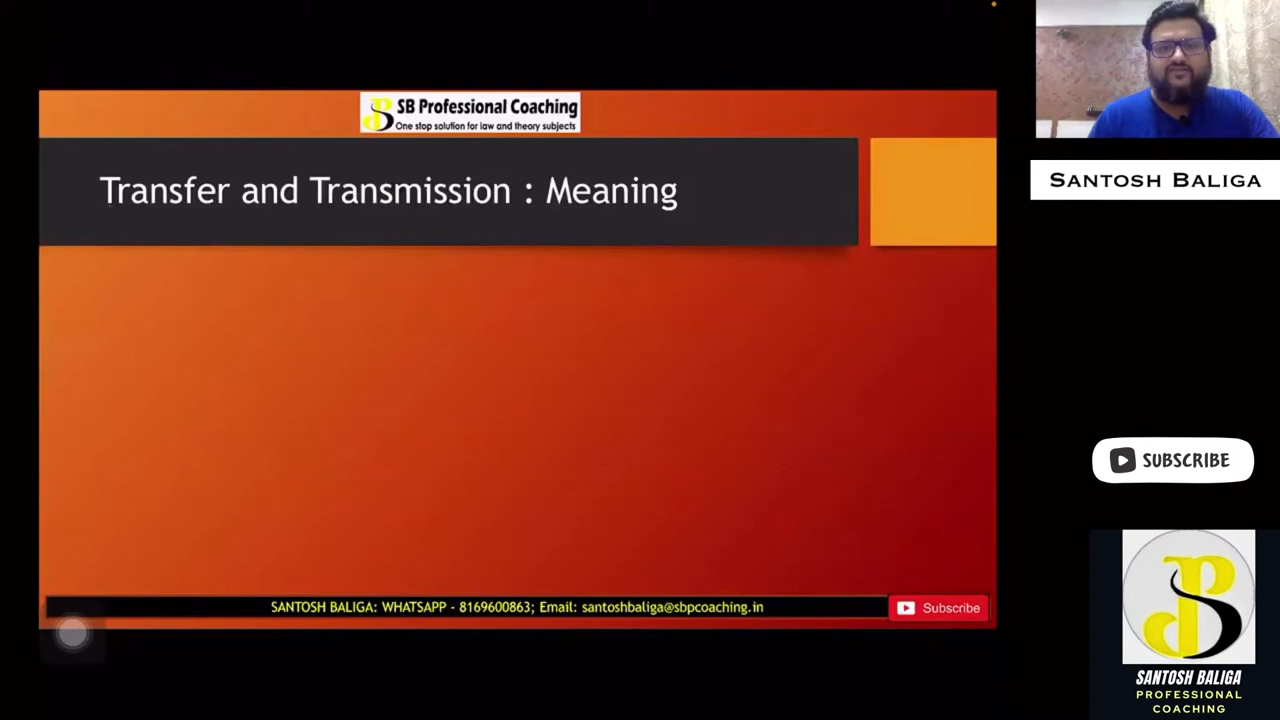 SB Professional Coaching
One stop solution for law and theory subjects
Transfer and Transmission : Meaning
SANTOSH BALIGA: WHATSAPP - 8169600863; Email: santoshbaliga@sbpcoaching.in
Subscribe
SANTOSH BALIGA
SUBSCRIBE
SANTOSH BALIGA
PROFESSIONAL
COACHING